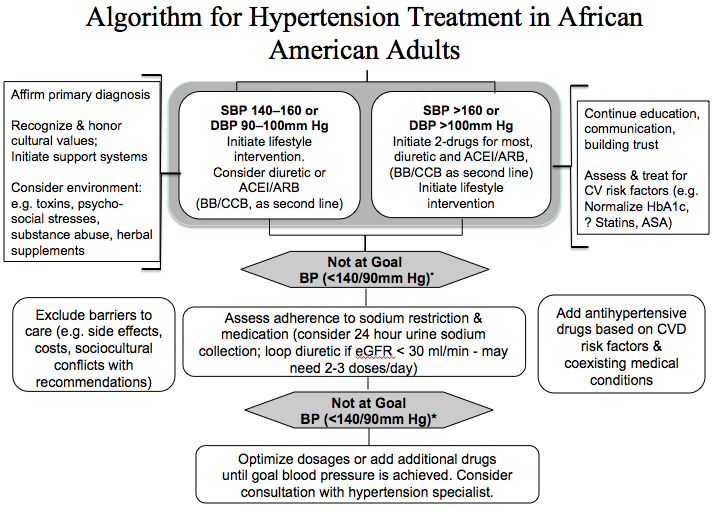 Algorithm for Hypertension Treatment in African
American Adults
Affirm primary diagnosis
Recognize & honor
cultural values;
Initiate support systems
Consider environment:
e.g. toxins, psycho-
social stresses,
substance abuse, herbal
supplements
SBP 140–160 or
DBP 90–100mm Hg
Initiate lifestyle
intervention.
Consider diuretic or
ACEI/ARB
(BB/CCB, as second line)
SBP >160 or
DBP >100mm Hg
Initiate 2-drugs for most,
diuretic and ACEI/ARB,
(BB/CCB as second line)
Initiate lifestyle
intervention
Continue education,
communication,
building trust
Assess & treat for
CV risk factors (e.g.
Normalize HbA1c,
? Statins, ASA)
Not at Goal
BP (<140/90mm Hg)*
Exclude barriers to
care (e.g. side effects,
costs, sociocultural
conflicts with
recommendations)
Assess adherence to sodium restriction &
medication (consider 24 hour urine sodium
collection; loop diuretic if eGFR < 30 ml/min - may
need 2-3 doses/day)
Add antihypertensive
drugs based on CVD
risk factors &
coexisting medical
conditions
Not at Goal
BP (<140/90mm Hg)*
Optimize dosages or add additional drugs
until goal blood pressure is achieved. Consider
consultation with hypertension specialist.